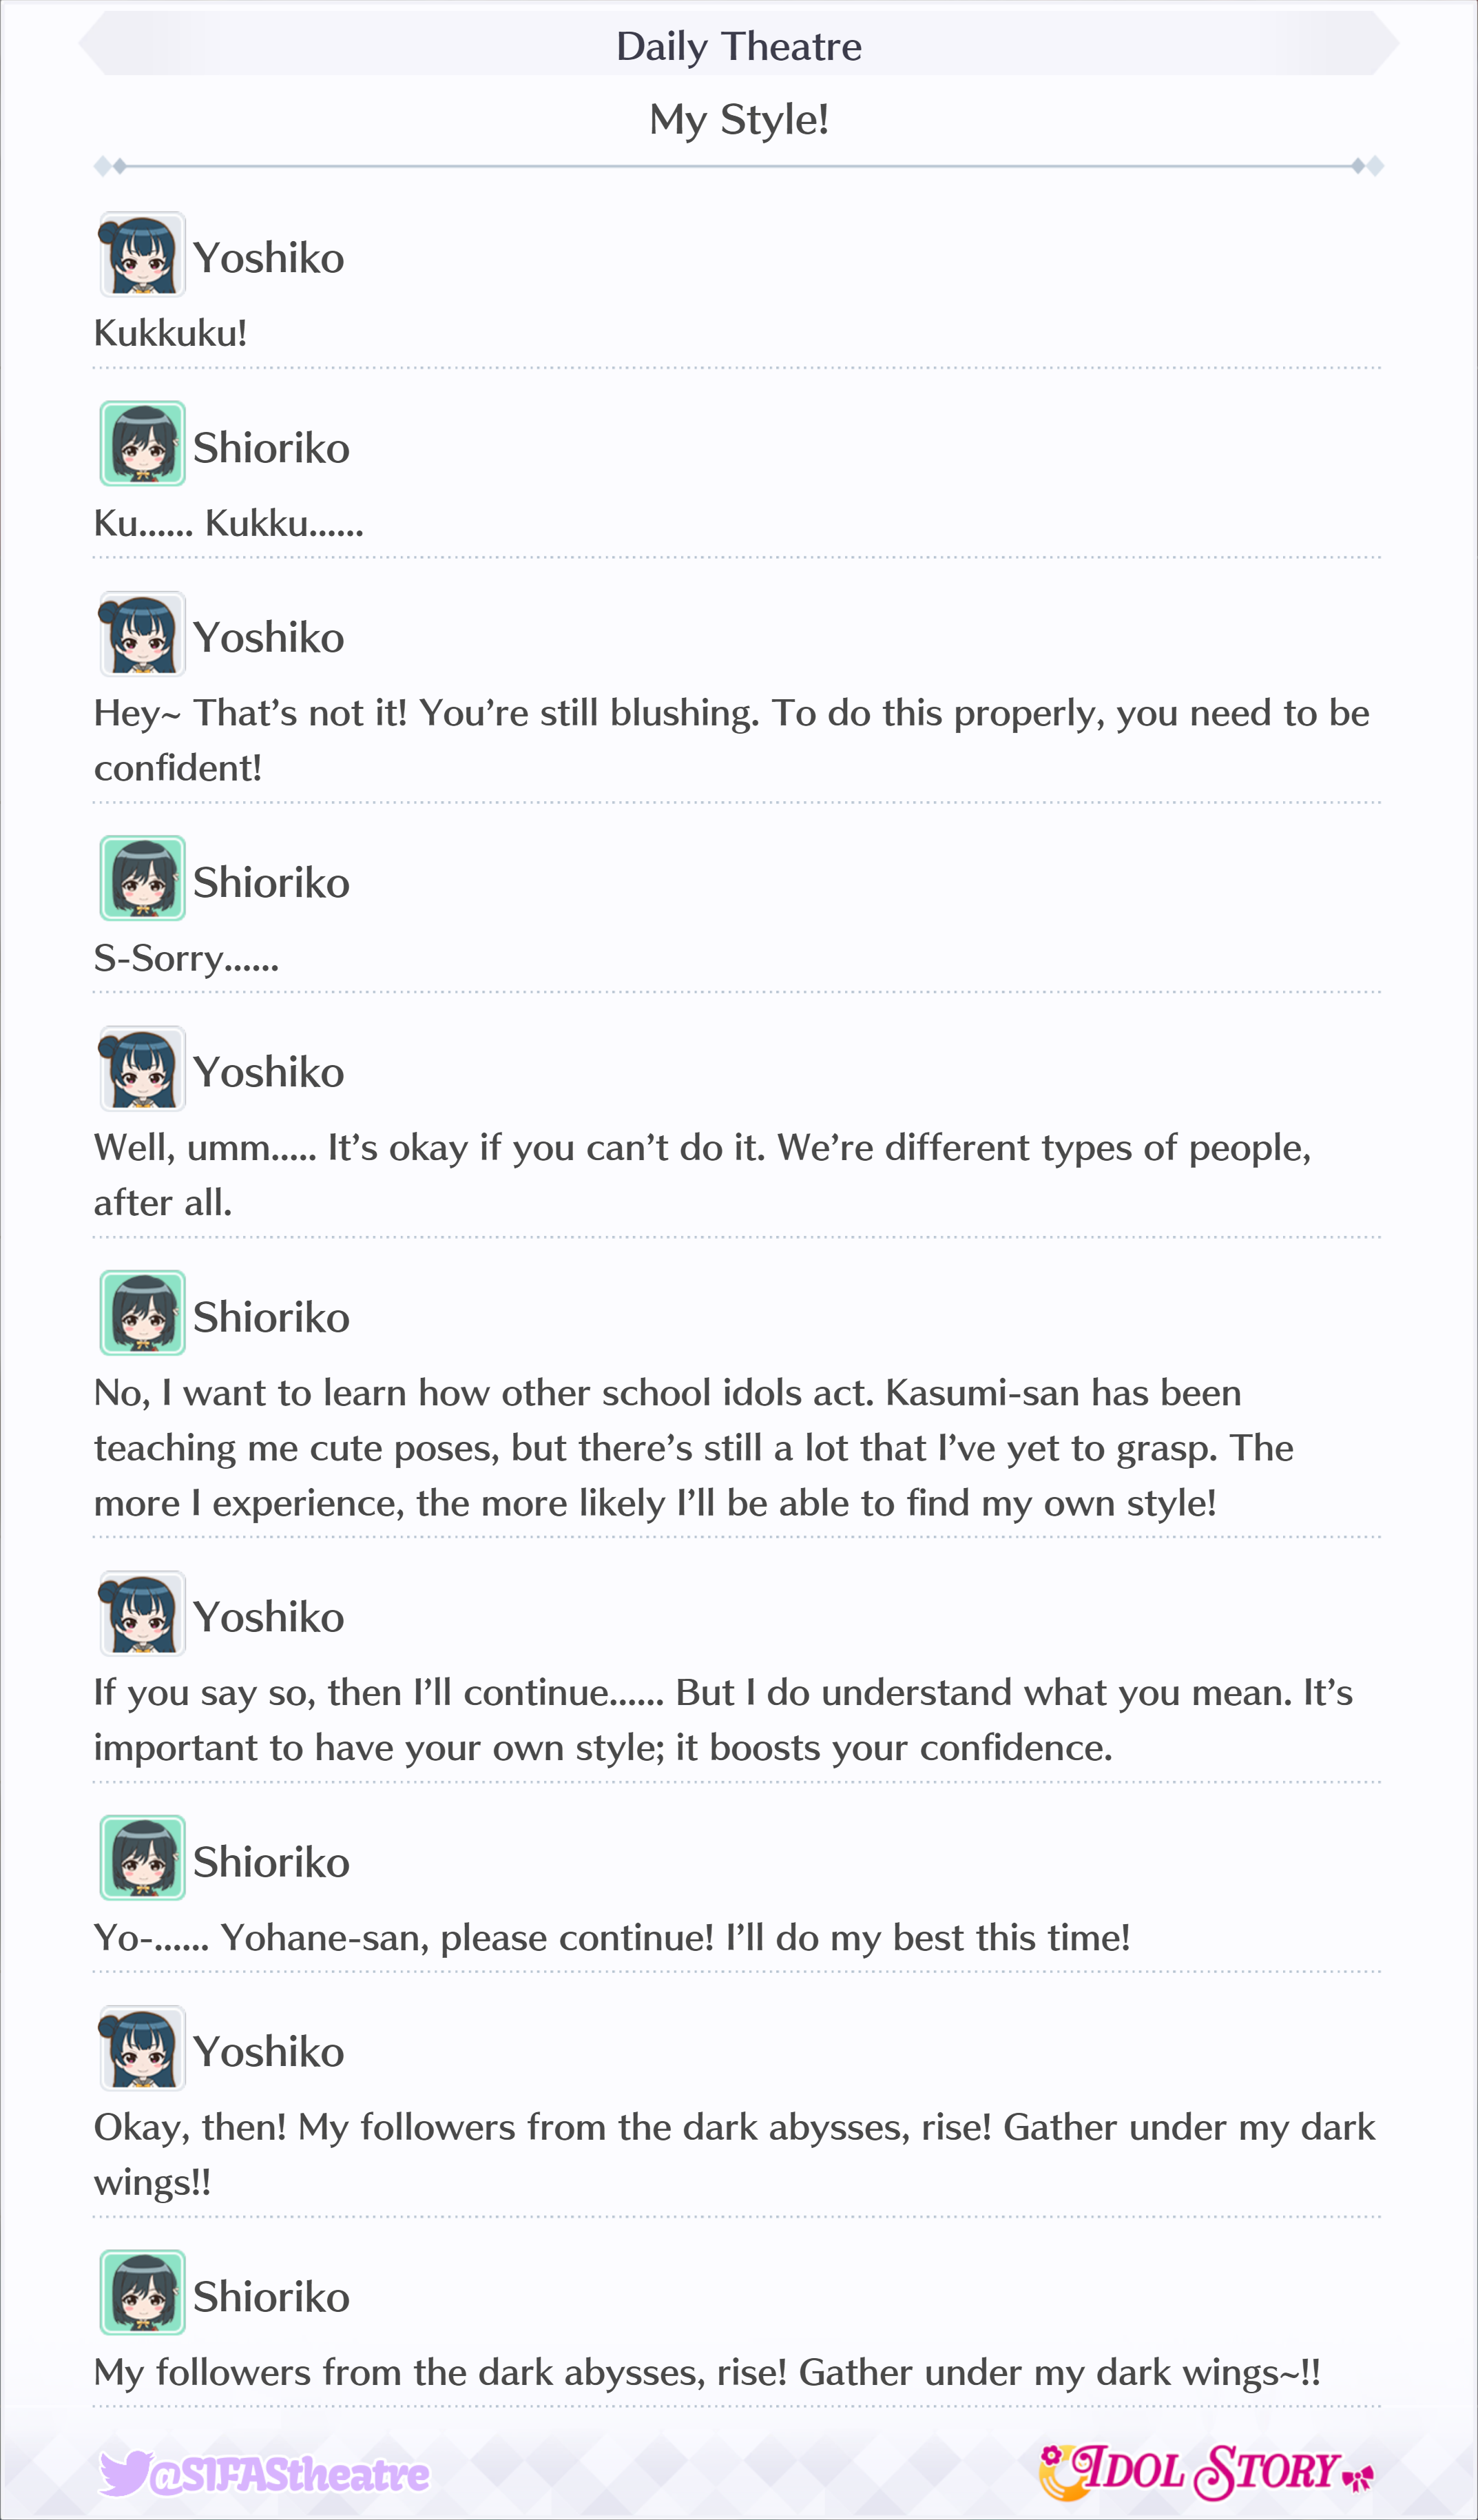 Daily Theatre
My Style!
Yoshiko
Kukkuku!
Shioriko
Ku...... Kukku......
Yoshiko
Hey~ That's not it! You're still blushing. To do this properly, you need to be
confident!
Shioriko
S-Sorry......
Yoshiko
Well, umm..... It's okay if you can't do it. We're different types of people,
after all.
Shioriko
No, I want to learn how other school idols act. Kasumi-san has been
teaching me cute poses, but there's still a lot that I've yet to grasp. The
more I experience, the more likely I'll be able to find my own style!
Yoshiko
If you say so, then I'll continue...... But I do understand what you mean. It's
important to have your own style; it boosts your confidence.
Shioriko
Yo-...... Yohane-san, please continue! I'll do my best this time!
Yoshiko
Okay, then! My followers from the dark abysses, rise! Gather under my dark
wings!!
Shioriko
My followers from the dark abysses, rise! Gather under my dark wings~!!
@SIFAStheatre
IDOL STORY